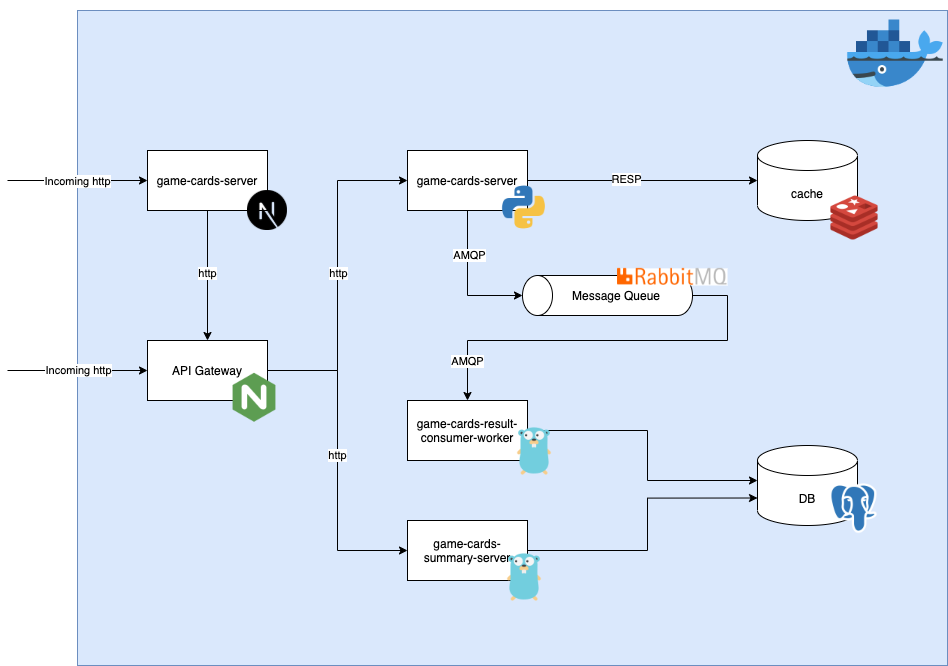 Incoming http
game-cards-server
N
game-cards-server
RESP
cache
http
http
AMQP
RabbitMQ
Message Queue
Incoming http
API Gateway
N
AMQP
game-cards-result-
consumer-worker
http
DB
game-cards-
summary-server